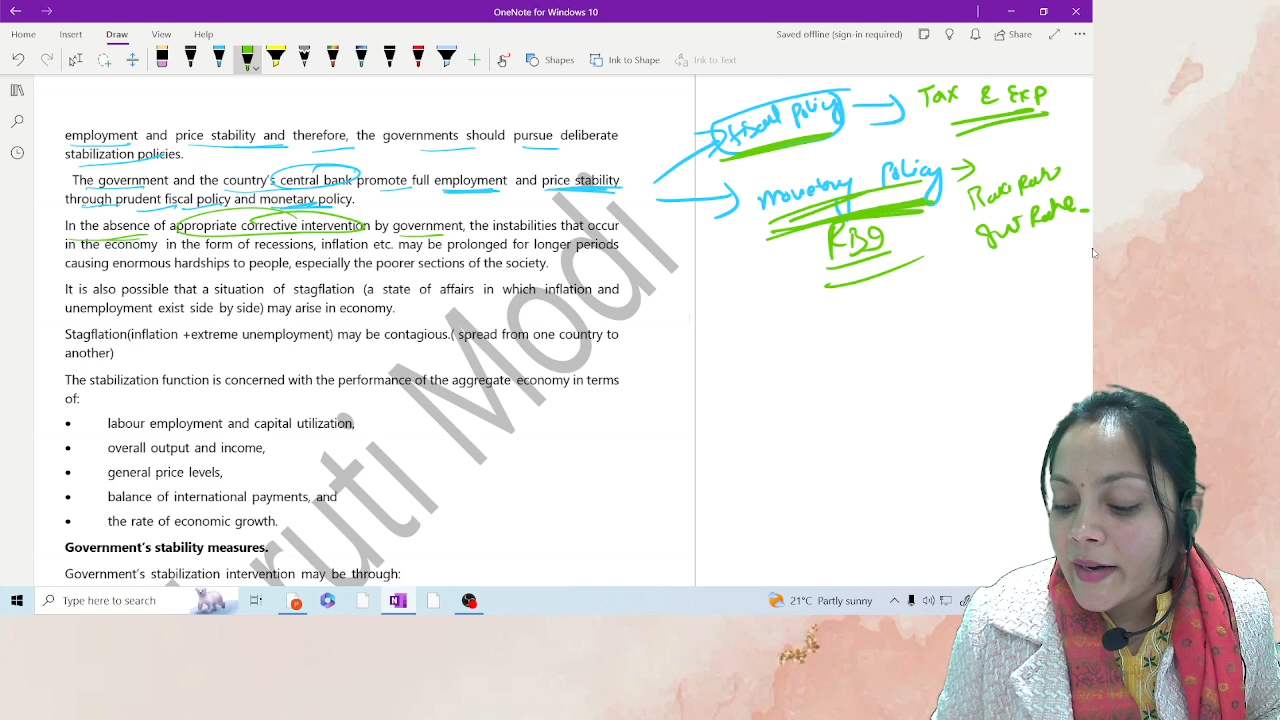 OneNote for Windows 10
Home Insert Draw View Help
Saved offline (sign-in required)
Share
Shapes
Ink to Shape
Ink to Text
employment and price stability and therefore, the governments should pursue deliberate
stabilization policies.
The government and the country's central bank promote full employment and price stability
through prudent fiscal policy and monetary policy.
In the absence of appropriate corrective intervention by government, the instabilities that occur
in the economy in the form of recessions, inflation etc. may be prolonged for longer periods
causing enormous hardships to people, especially the poorer sections of the society.
It is also possible that a situation of stagflation (a state of affairs in which inflation and
unemployment exist side by side) may arise in economy.
Stagflation(inflation +extreme unemployment) may be contagious.( spread from one country to
another)
The stabilization function is concerned with the performance of the aggregate economy in terms
of:
• labour employment and capital utilization,
• overall output and income,
• general price levels,
• balance of international payments, and
• the rate of economic growth.
Government's stability measures.
Government's stabilization intervention may be through:
fiscal policy
Tax & Exp
Monetary Policy
Rate
RBI
uti Modi
Type here to search
21°C Partly sunny